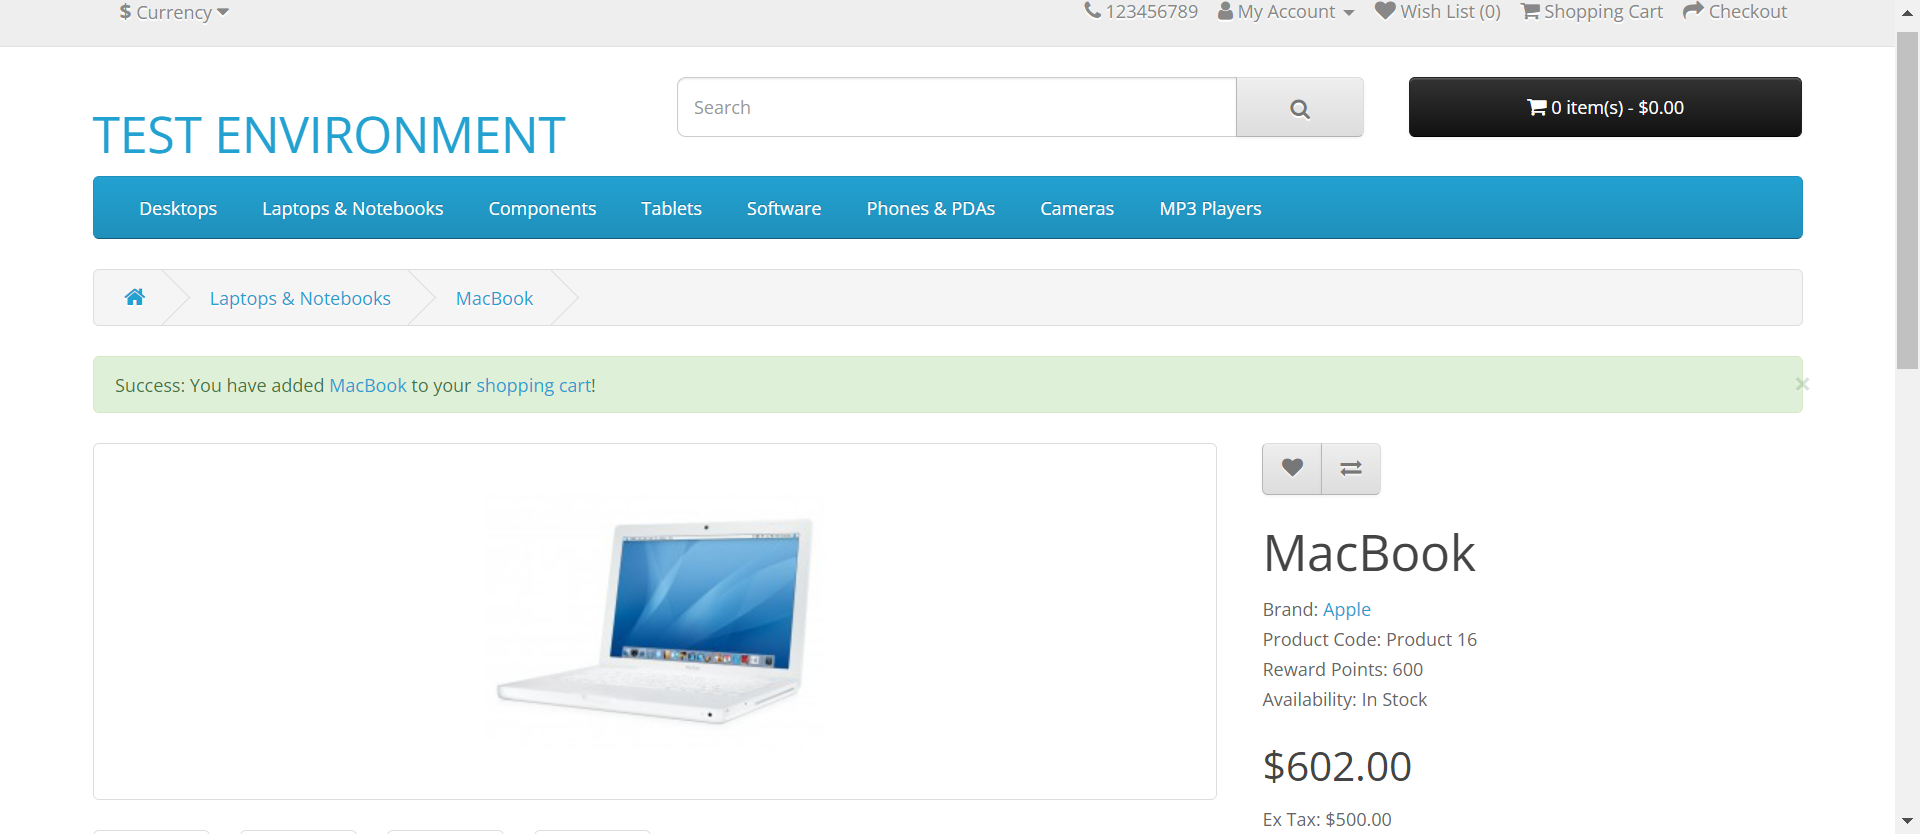 $ Currency
123456789 My Account Wish List (0) Shopping Cart Checkout
TEST ENVIRONMENT
Search
0 item(s) - $0.00
Desktops Laptops & Notebooks Components Tablets Software Phones & PDAs Cameras MP3 Players
Laptops & Notebooks MacBook
Success: You have added MacBook to your shopping cart!
×
MacBook
Brand: Apple
Product Code: Product 16
Reward Points: 600
Availability: In Stock
$602.00
Ex Tax: $500.00